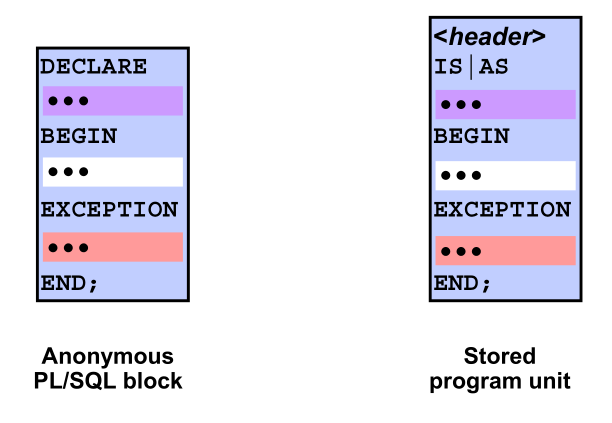 DECLARE
•••
BEGIN
•••
EXCEPTION
•••
END;
Anonymous
PL/SQL block
<header>
IS|AS
•••
BEGIN
•••
EXCEPTION
•••
END;
Stored
program unit